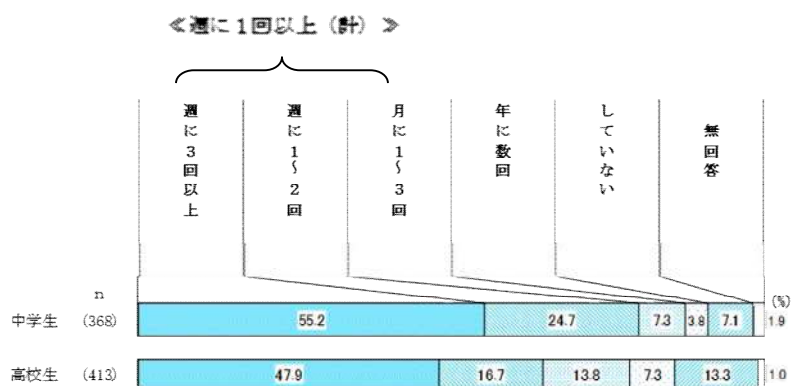 ≪週に1回以上（計）≫
週に3回以上
週に1～2回
月に1～3回
年に数回
していない
無回答
n
(%)
中学生 (368) 55.2 24.7 7.3 3.8 7.1 1.9
高校生 (413) 47.9 16.7 13.8 7.3 13.3 1.0